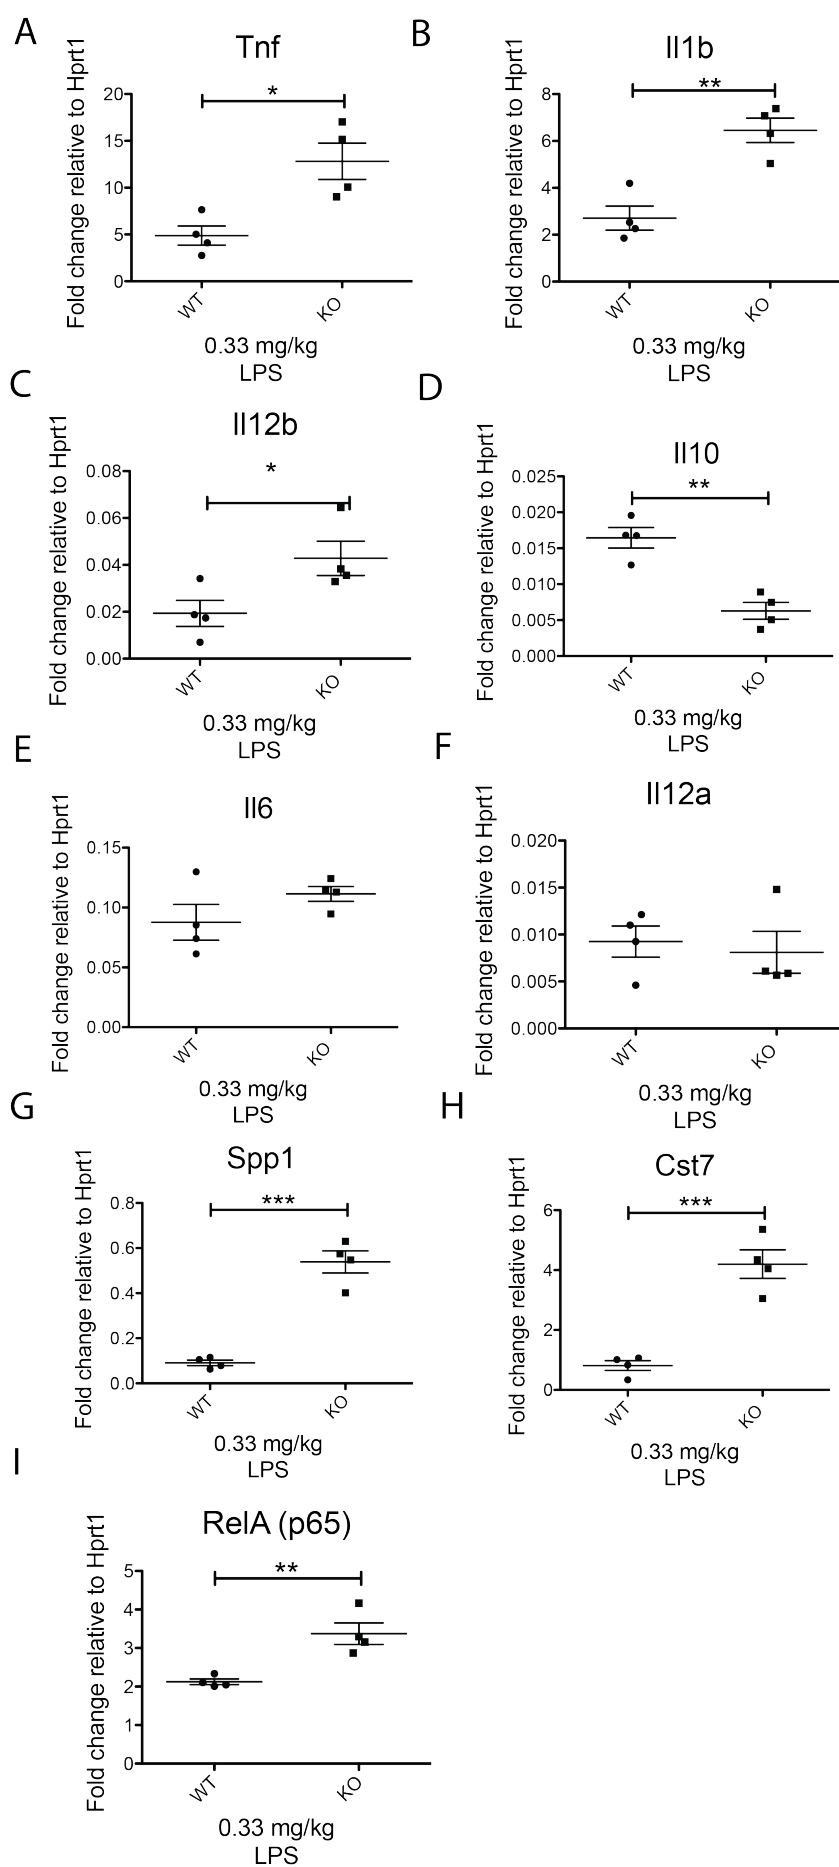 A
Tnf
Fold change relative to Hprt1
20
15
10
5
0
*
WT
KO
0.33 mg/kg
LPS
B
Il1b
Fold change relative to Hprt1
8
6
4
2
0
**
WT
KO
0.33 mg/kg
LPS
C
Il12b
Fold change relative to Hprt1
0.08
0.06
0.04
0.02
0.00
*
WT
KO
0.33 mg/kg
LPS
D
Il10
Fold change relative to Hprt1
0.025
0.020
0.015
0.010
0.005
0.000
**
WT
KO
0.33 mg/kg
LPS
E
Il6
Fold change relative to Hprt1
0.15
0.10
0.05
0.00
WT
KO
0.33 mg/kg
LPS
F
Il12a
Fold change relative to Hprt1
0.020
0.015
0.010
0.005
0.000
WT
KO
0.33 mg/kg
LPS
G
Spp1
Fold change relative to Hprt1
0.8
0.6
0.4
0.2
0.0
***
WT
KO
0.33 mg/kg
LPS
H
Cst7
Fold change relative to Hprt1
6
4
2
0
***
WT
KO
0.33 mg/kg
LPS
I
RelA (p65)
Fold change relative to Hprt1
5
4
3
2
1
0
**
WT
KO
0.33 mg/kg
LPS